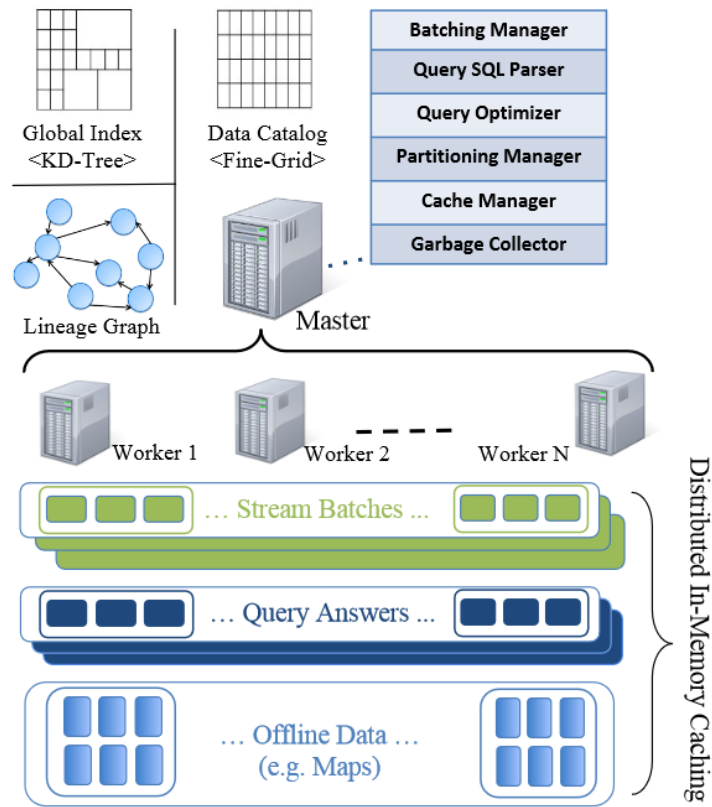 Global Index
<KD-Tree>
Data Catalog
<Fine-Grid>
Batching Manager
Query SQL Parser
Query Optimizer
Partitioning Manager
Cache Manager
Garbage Collector
Lineage Graph
Master
Worker 1
Worker 2
Worker N
… Stream Batches ...
… Query Answers ...
… Offline Data …
(e.g. Maps)
Distributed In-Memory Caching